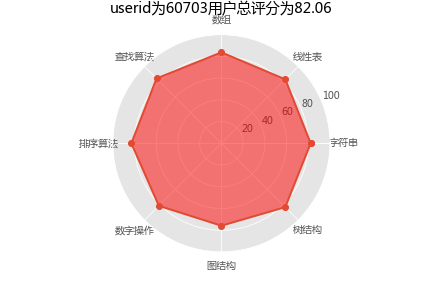 userid为60703用户总评分为82.06
数组
查找算法
线性表
100
80
60
40
20
排序算法
字符串
数字操作
树结构
图结构